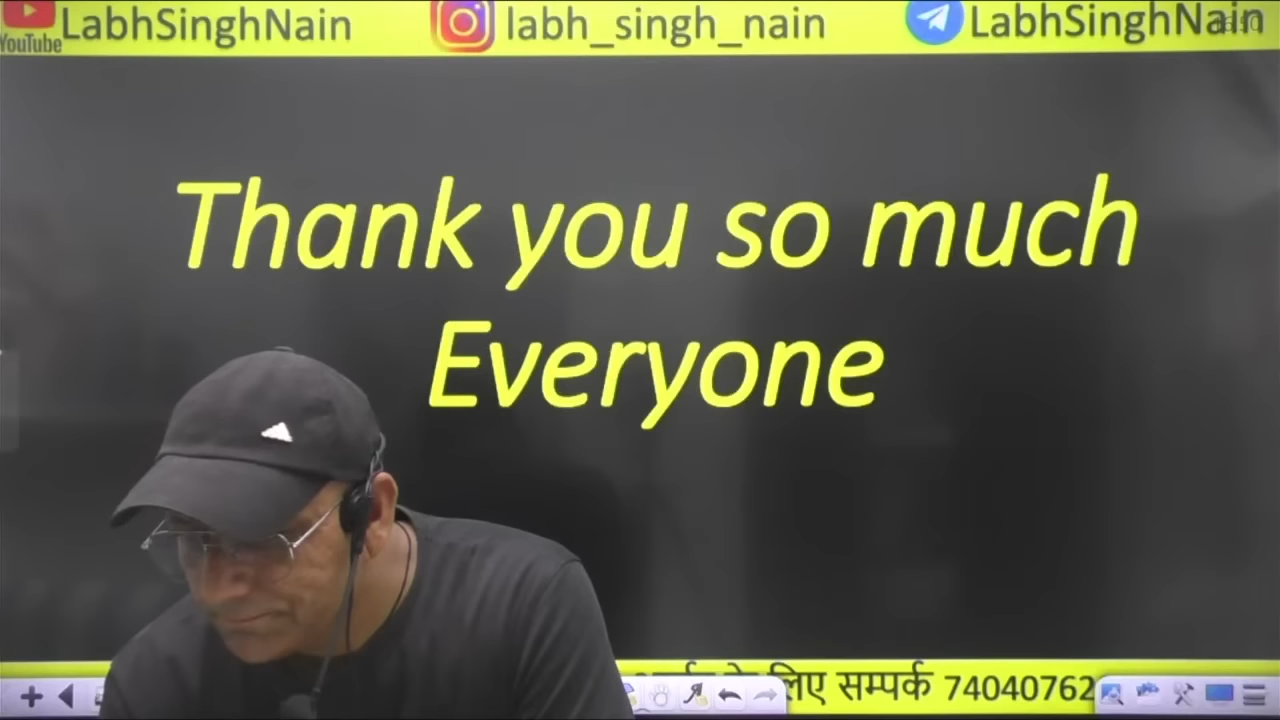 YouTube LabhSinghNain labh_singh_nain LabhSinghNain
Thank you so much
Everyone
लिए सम्पर्क 74040762